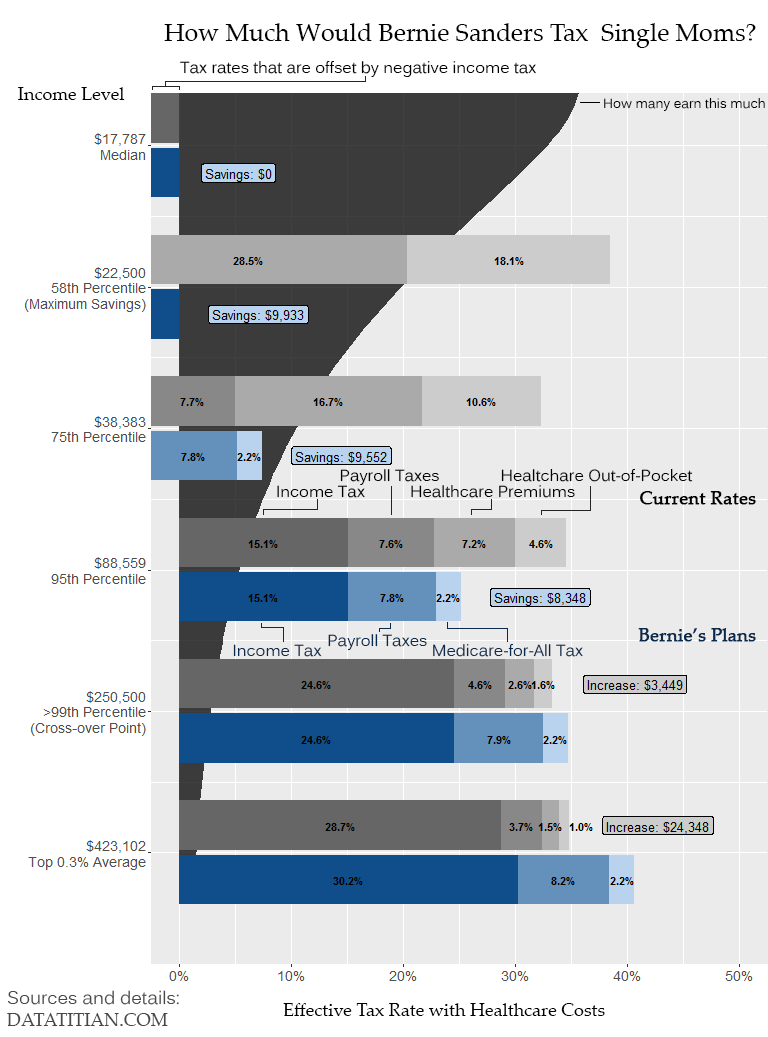 How Much Would Bernie Sanders Tax  Single Moms?
Tax rates that are offset by negative income tax
Income Level
How many earn this much
$17,787
Median
Savings: $0
28.5% 18.1%
$22,500
58th Percentile
(Maximum Savings)
Savings: $9,933
7.7% 16.7% 10.6%
$38,383
75th Percentile
7.8% 2.2% Savings: $9,552
Payroll Taxes Healtchare Out-of-Pocket
Income Tax Healthcare Premiums
Current Rates
15.1% 7.6% 7.2% 4.6%
$88,559
95th Percentile
15.1% 7.8% 2.2% Savings: $8,348
Bernie's Plans
Payroll Taxes
Income Tax Medicare-for-All Tax
24.6% 4.6% 2.6% 1.6% Increase: $3,449
$250,500
>99th Percentile
(Cross-over Point)
24.6% 7.9% 2.2%
28.7% 3.7% 1.5% 1.0% Increase: $24,348
$423,102
Top 0.3% Average
30.2% 8.2% 2.2%
0% 10% 20% 30% 40% 50%
Effective Tax Rate with Healthcare Costs
Sources and details:
DATATITIAN.COM